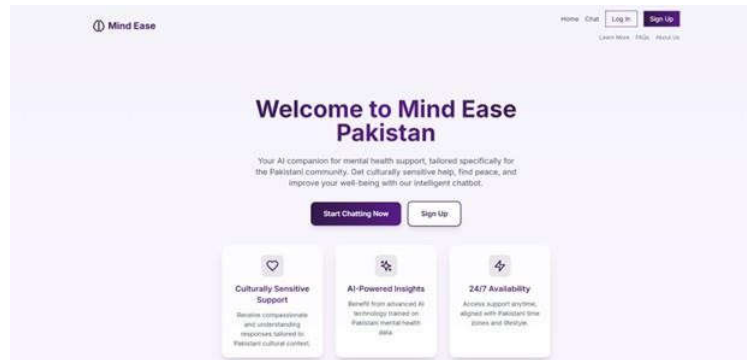 Mind Ease
Home Chat Log In Sign Up
Learn More FAQs About Us
Welcome to Mind Ease
Pakistan
Your AI companion for mental health support, tailored specifically for
the Pakistani community. Get culturally sensitive help, find peace, and
improve your well-being with our intelligent chatbot.
Start Chatting Now Sign Up
Culturally Sensitive
Support
Receive compassionate
and understanding
responses tailored to
Pakistani cultural context.
AI-Powered Insights
Benefit from advanced AI
technology trained on
Pakistani mental health
data.
24/7 Availability
Access support anytime,
aligned with Pakistani time
zones and lifestyle.